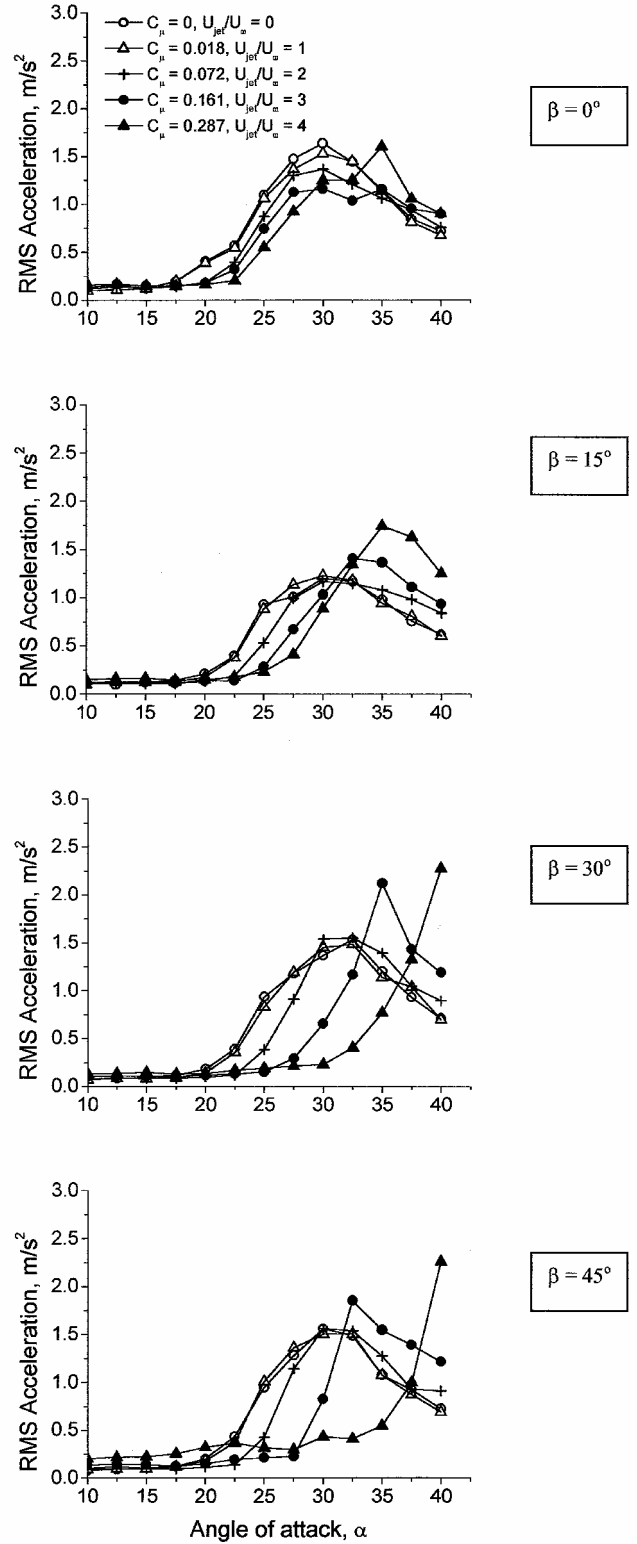 C_μ = 0, U_jet/U_∞ = 0
C_μ = 0.018, U_jet/U_∞ = 1
C_μ = 0.072, U_jet/U_∞ = 2
C_μ = 0.161, U_jet/U_∞ = 3
C_μ = 0.287, U_jet/U_∞ = 4
β = 0°
RMS Acceleration, m/s²
3.0
2.5
2.0
1.5
1.0
0.5
0.0
10 15 20 25 30 35 40
β = 15°
RMS Acceleration, m/s²
3.0
2.5
2.0
1.5
1.0
0.5
0.0
10 15 20 25 30 35 40
β = 30°
RMS Acceleration, m/s²
3.0
2.5
2.0
1.5
1.0
0.5
0.0
10 15 20 25 30 35 40
β = 45°
RMS Acceleration, m/s²
3.0
2.5
2.0
1.5
1.0
0.5
0.0
10 15 20 25 30 35 40
Angle of attack, α